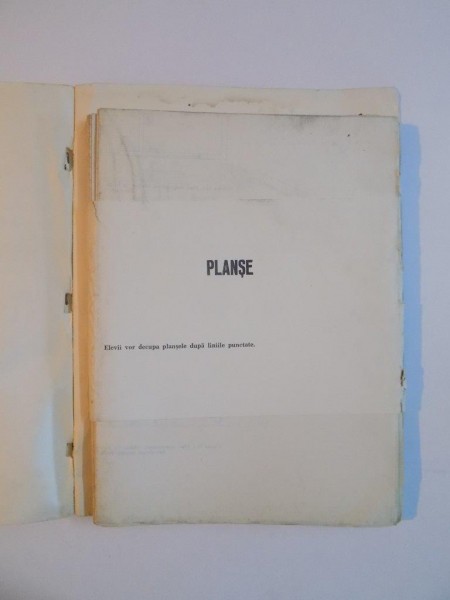 PLANȘE
Elevii vor decupa planșele după liniile punctate.